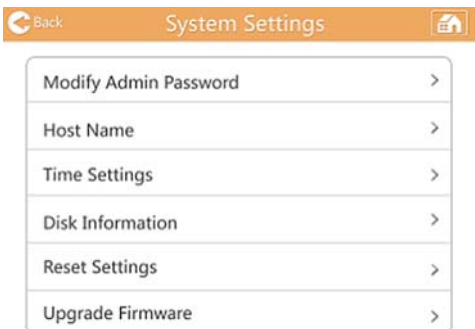 Back System Settings
Modify Admin Password
Host Name
Time Settings
Disk Information
Reset Settings
Upgrade Firmware